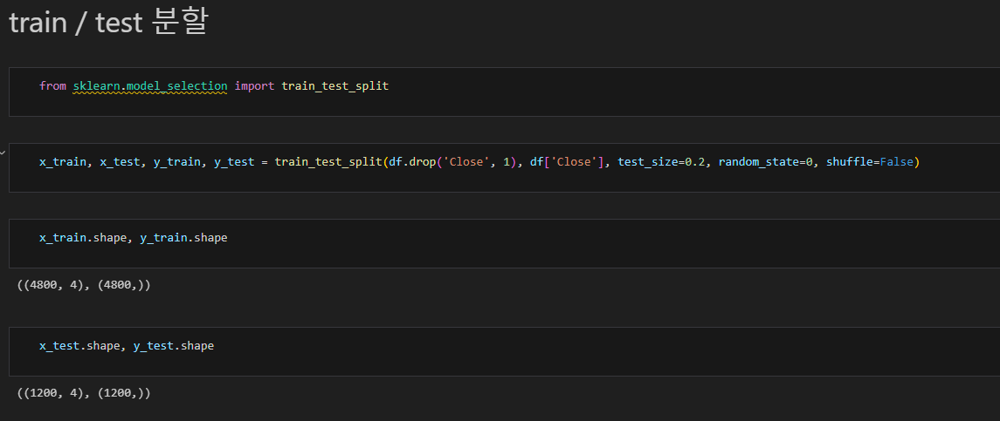 train / test 분할
from sklearn.model_selection import train_test_split
x_train, x_test, y_train, y_test = train_test_split(df.drop('Close', 1), df['Close'], test_size=0.2, random_state=0, shuffle=False)
x_train.shape, y_train.shape
((4800, 4), (4800,))
x_test.shape, y_test.shape
((1200, 4), (1200,))